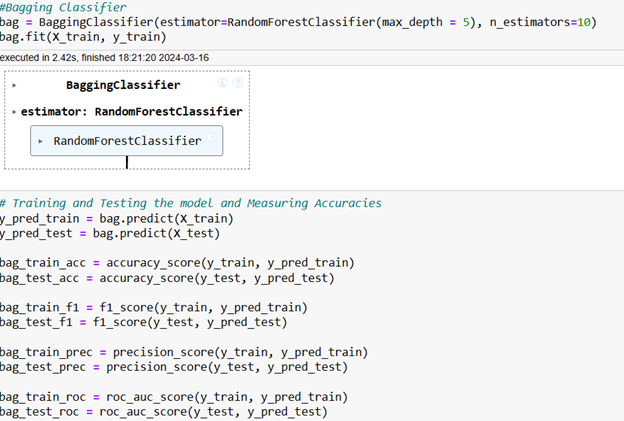 #Bagging Classifier
bag = BaggingClassifier(estimator=RandomForestClassifier(max_depth = 5), n_estimators=10)
bag.fit(X_train, y_train)
executed in 2.42s, finished 18:21:20 2024-03-16
BaggingClassifier
estimator: RandomForestClassifier
RandomForestClassifier
# Training and Testing the model and Measuring Accuracies
y_pred_train = bag.predict(X_train)
y_pred_test = bag.predict(X_test)
bag_train_acc = accuracy_score(y_train, y_pred_train)
bag_test_acc = accuracy_score(y_test, y_pred_test)
bag_train_f1 = f1_score(y_train, y_pred_train)
bag_test_f1 = f1_score(y_test, y_pred_test)
bag_train_prec = precision_score(y_train, y_pred_train)
bag_test_prec = precision_score(y_test, y_pred_test)
bag_train_roc = roc_auc_score(y_train, y_pred_train)
bag_test_roc = roc_auc_score(y_test, y_pred_test)